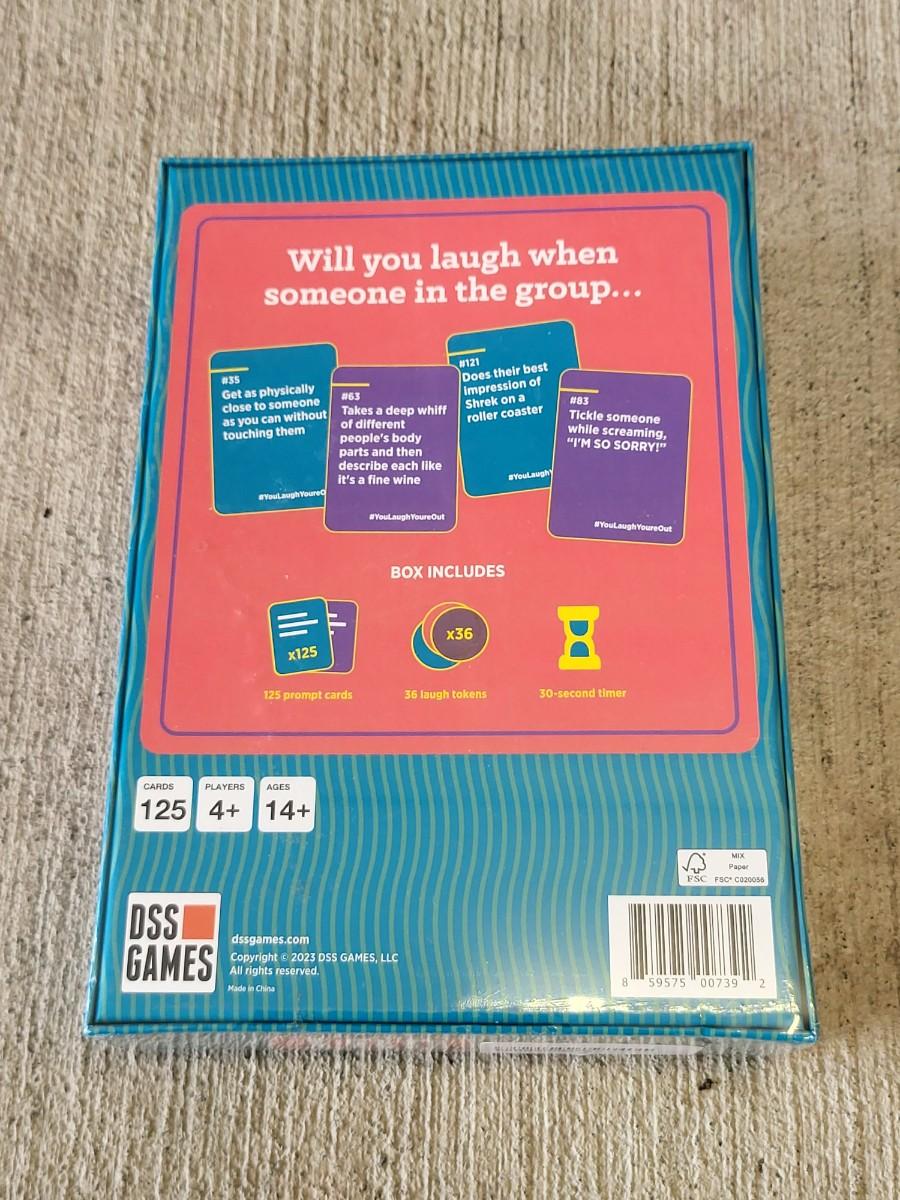 Will you laugh when
someone in the group...
#35
Get as physically
close to someone
as you can without
touching them
#YouLaughYoureO
#63
Takes a deep whiff
of different
people's body
parts and then
describe each like
it's a fine wine
#YouLaughYoureOut
#121
Does their best
impression of
Shrek on a
roller coaster
#YouLaughY
#83
Tickle someone
while screaming,
"I'M SO SORRY!"
#YouLaughYoureOut
BOX INCLUDES
x125
x36
125 prompt cards
36 laugh tokens
30-second timer
CARDS
125
PLAYERS
4+
AGES
14+
MIX
Paper
FSC
FSC® C020056
DSS
GAMES
dssgames.com
Copyright © 2023 DSS GAMES, LLC
All rights reserved.
Made in China
8 59575 00739 2